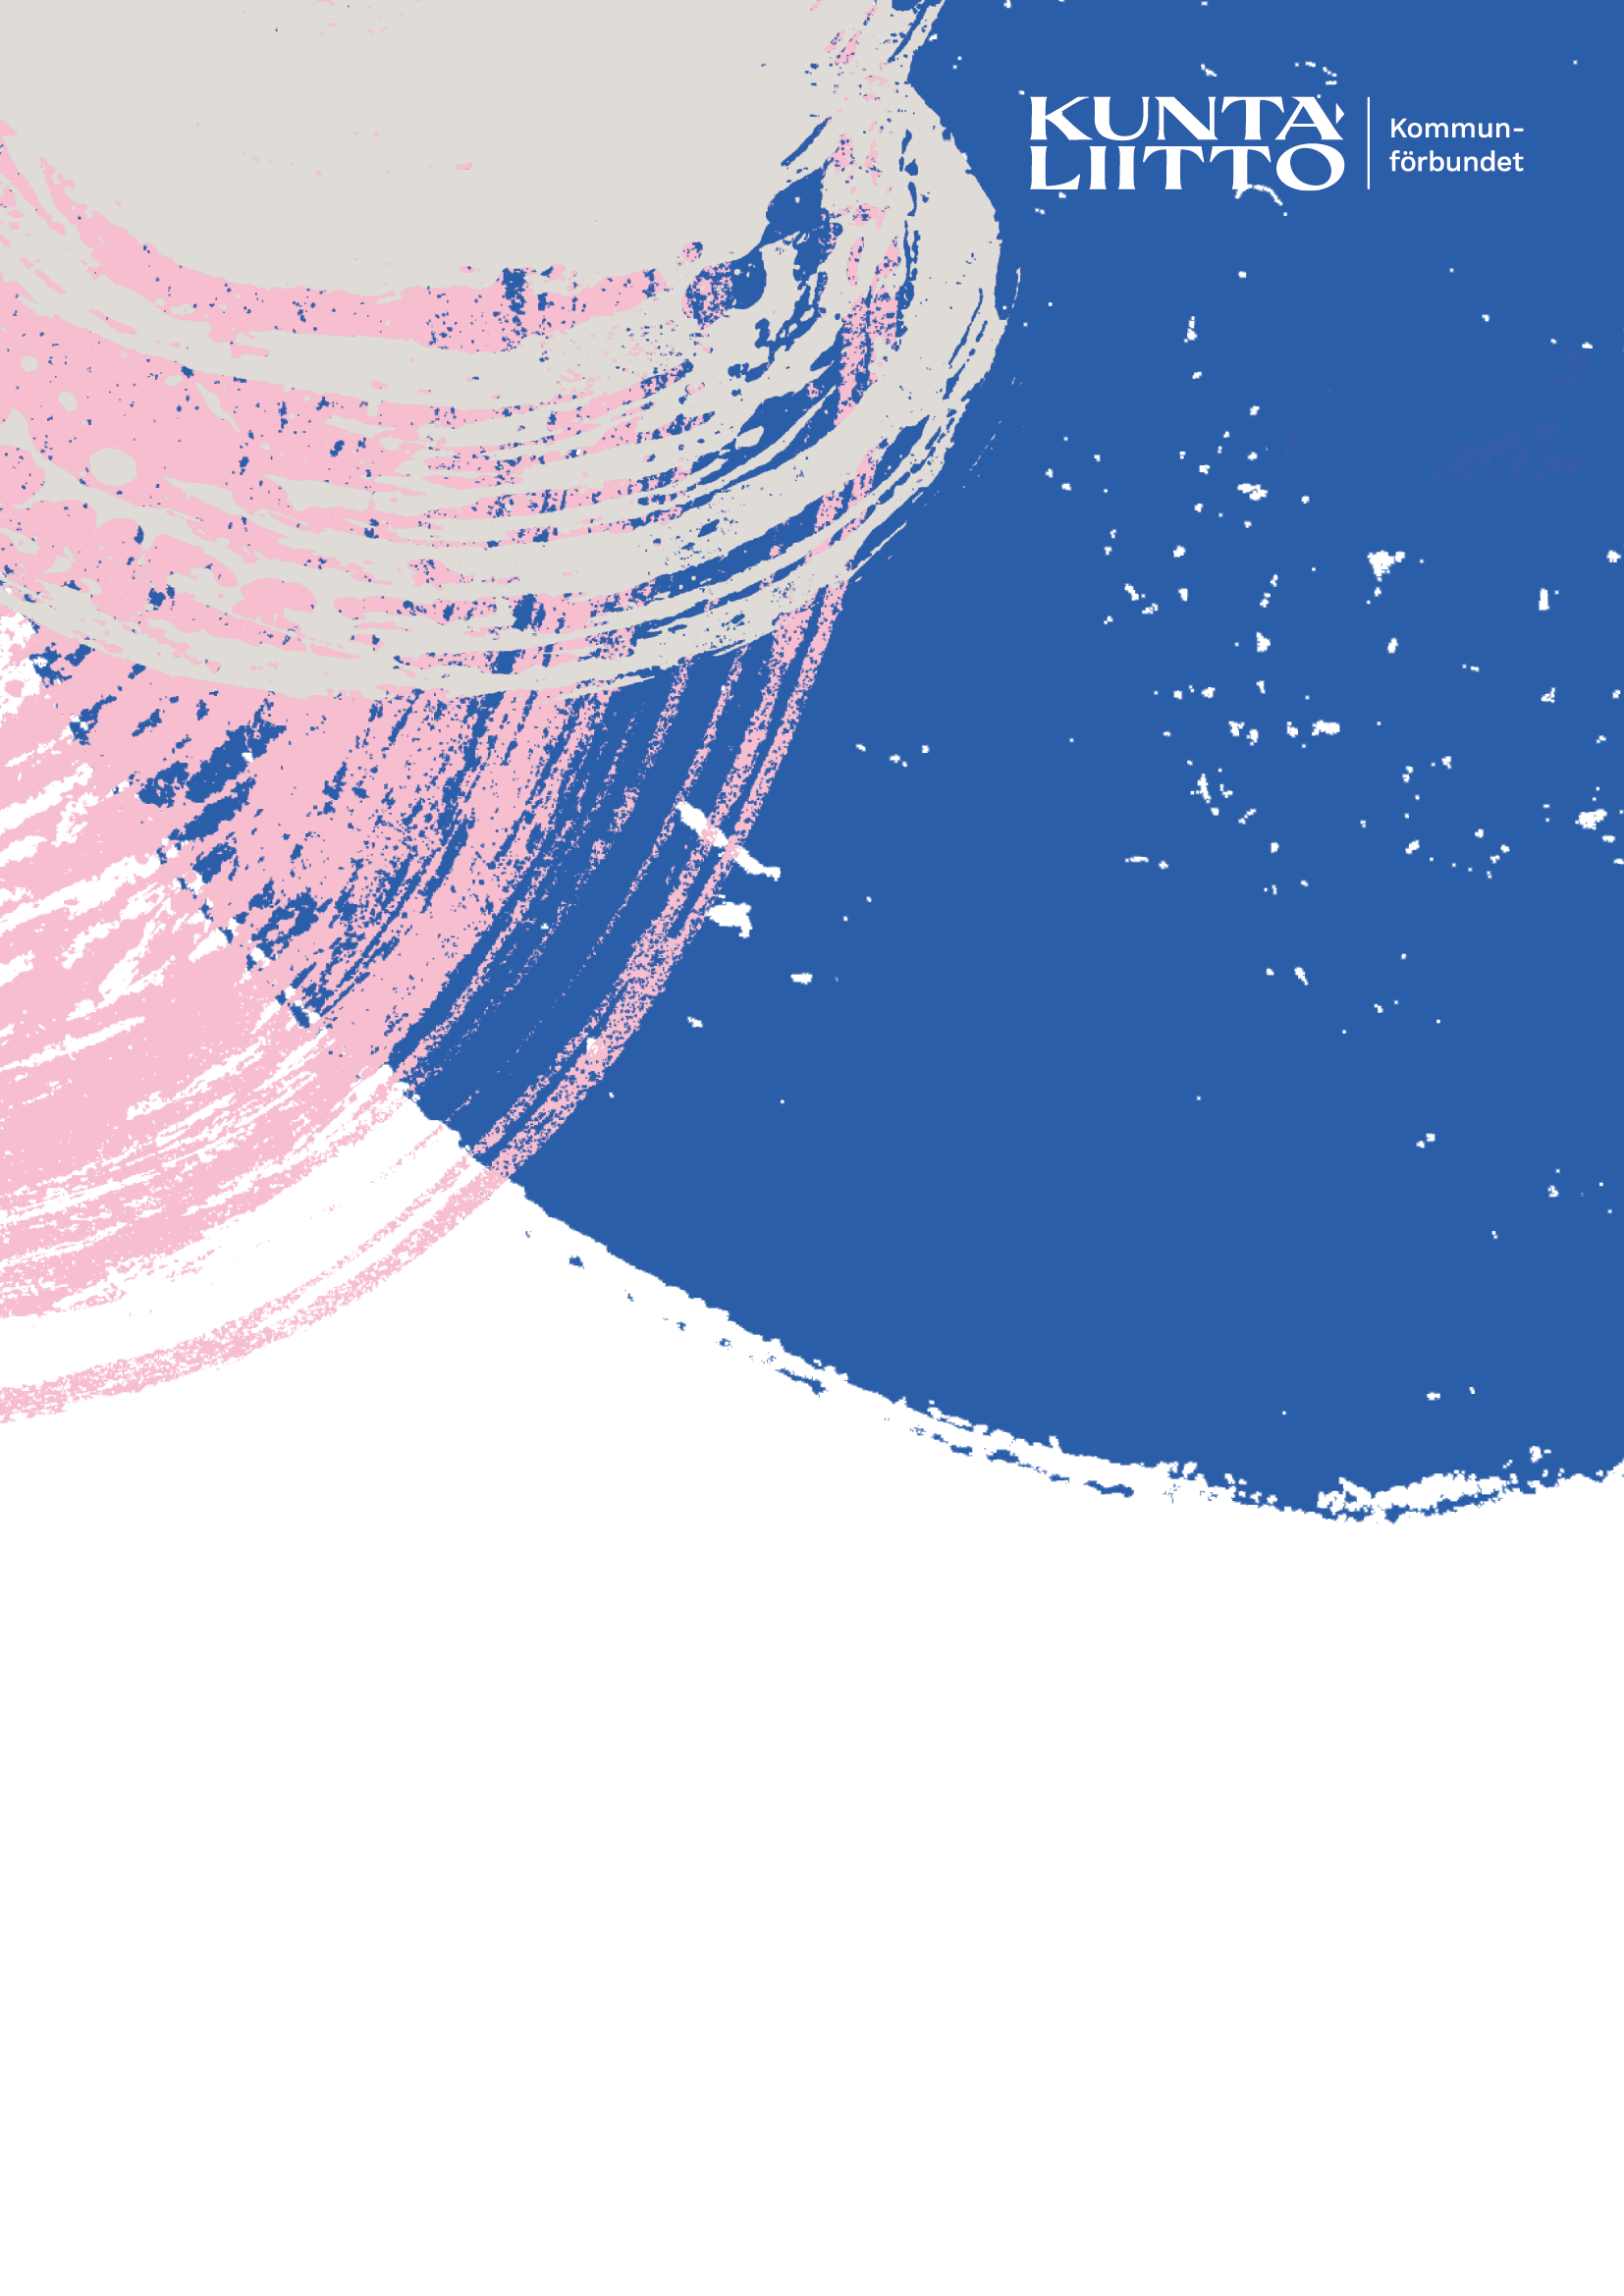 KUNTA
LIITTO
Kommun-
förbundet